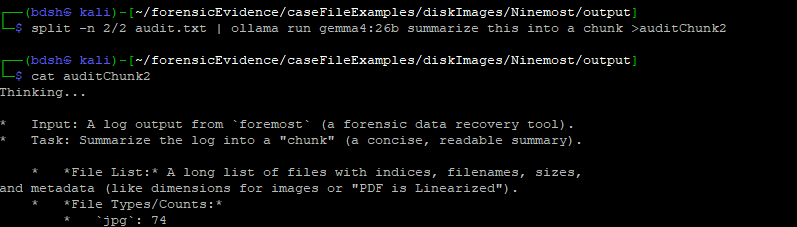 ┌──(bdsh㉿ kali)-[~/forensicEvidence/caseFileExamples/diskImages/Ninemost/output]
└─$ split -n 2/2 audit.txt | ollama run gemma4:26b summarize this into a chunk >auditChunk2
┌──(bdsh㉿ kali)-[~/forensicEvidence/caseFileExamples/diskImages/Ninemost/output]
└─$ cat auditChunk2
Thinking...
*   Input: A log output from `foremost` (a forensic data recovery tool).
*   Task: Summarize the log into a "chunk" (a concise, readable summary).
    *   *File List:* A long list of files with indices, filenames, sizes,
and metadata (like dimensions for images or "PDF is Linearized").
    *   *File Types/Counts:*
        *   `jpg`: 74